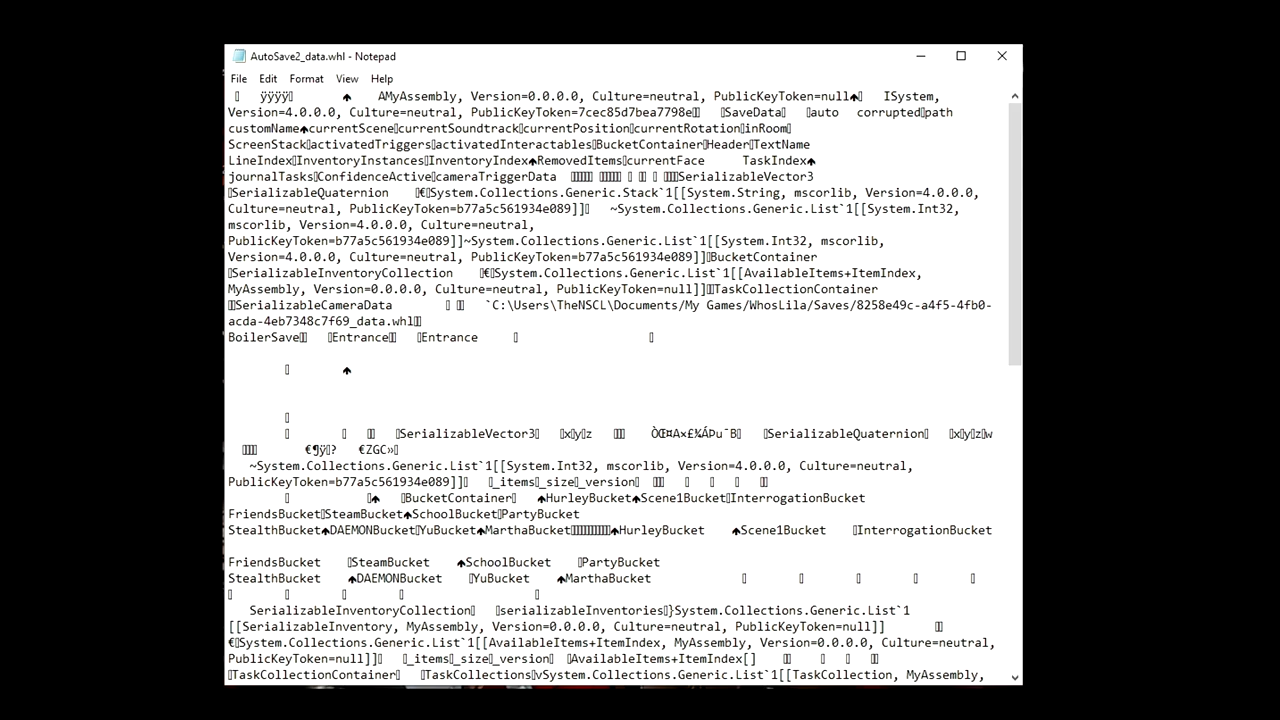 AutoSave2_data.whl - Notepad
File Edit Format View Help
▯ ÿÿÿÿ▯ ♠ AMyAssembly, Version=0.0.0.0, Culture=neutral, PublicKeyToken=null♠▯ ISystem,
Version=4.0.0.0, Culture=neutral, PublicKeyToken=7cec85d7bea7798e▯▯ ▯SaveData▯ ▯auto corrupted▯path
customName♠currentScene▯currentSoundtrack▯currentPosition▯currentRotation▯inRoom▯
ScreenStack▯activatedTriggers▯activatedInteractables▯BucketContainer▯Header▯TextName
LineIndex▯InventoryInstances▯InventoryIndex♠RemovedItems▯currentFace TaskIndex♠
journalTasks▯ConfidenceActive▯cameraTriggerData ▯▯▯▯▯▯ ▯▯▯▯▯▯ ▯ ▯ ▯ ▯▯▯▯SerializableVector3
▯SerializableQuaternion ▯€▯System.Collections.Generic.Stack`1[[System.String, mscorlib, Version=4.0.0.0,
Culture=neutral, PublicKeyToken=b77a5c561934e089]]▯ ~System.Collections.Generic.List`1[[System.Int32,
mscorlib, Version=4.0.0.0, Culture=neutral,
PublicKeyToken=b77a5c561934e089]]~System.Collections.Generic.List`1[[System.Int32, mscorlib,
Version=4.0.0.0, Culture=neutral, PublicKeyToken=b77a5c561934e089]]▯BucketContainer
▯SerializableInventoryCollection ▯€▯System.Collections.Generic.List`1[[AvailableItems+ItemIndex,
MyAssembly, Version=0.0.0.0, Culture=neutral, PublicKeyToken=null]]▯▯TaskCollectionContainer
▯▯SerializableCameraData ▯ ▯▯ `C:\Users\TheNSCL\Documents/My Games/WhosLila/Saves/8258e49c-a4f5-4fb0-
acda-4eb7348c7f69_data.whl▯▯
BoilerSave▯▯ ▯Entrance▯▯ ▯Entrance ▯ ▯
▯ ♠
▯
▯ ▯ ▯▯ ▯SerializableVector3▯ ▯x▯y▯z ▯▯▯ ÒŒ¤A×£¼ÁÞu¯B▯ ▯SerializableQuaternion▯ ▯x▯y▯z▯w
▯▯▯▯ €¶ÿ▯? €ZGC»▯
~System.Collections.Generic.List`1[[System.Int32, mscorlib, Version=4.0.0.0, Culture=neutral,
PublicKeyToken=b77a5c561934e089]]▯ ▯_items▯_size▯_version▯ ▯▯▯ ▯ ▯ ▯ ▯▯
▯ ▯♠ ▯BucketContainer▯ ♠HurleyBucket♠Scene1Bucket▯InterrogationBucket
FriendsBucket▯SteamBucket♠SchoolBucket▯PartyBucket
StealthBucket♠DAEMONBucket▯YuBucket♠MarthaBucket▯▯▯▯▯▯▯▯▯▯▯♠HurleyBucket ♠Scene1Bucket ▯InterrogationBucket
FriendsBucket ▯SteamBucket ♠SchoolBucket ▯PartyBucket
StealthBucket ♠DAEMONBucket ▯YuBucket ♠MarthaBucket ▯ ▯ ▯ ▯ ▯
▯ ▯ ▯ ▯ ▯
SerializableInventoryCollection▯ ▯serializableInventories▯}System.Collections.Generic.List`1
[[SerializableInventory, MyAssembly, Version=0.0.0.0, Culture=neutral, PublicKeyToken=null]] ▯▯
€▯System.Collections.Generic.List`1[[AvailableItems+ItemIndex, MyAssembly, Version=0.0.0.0, Culture=neutral,
PublicKeyToken=null]]▯ ▯_items▯_size▯_version▯ ▯AvailableItems+ItemIndex[] ▯▯ ▯ ▯ ▯▯
▯TaskCollectionContainer▯ ▯TaskCollections▯vSystem.Collections.Generic.List`1[[TaskCollection, MyAssembly,